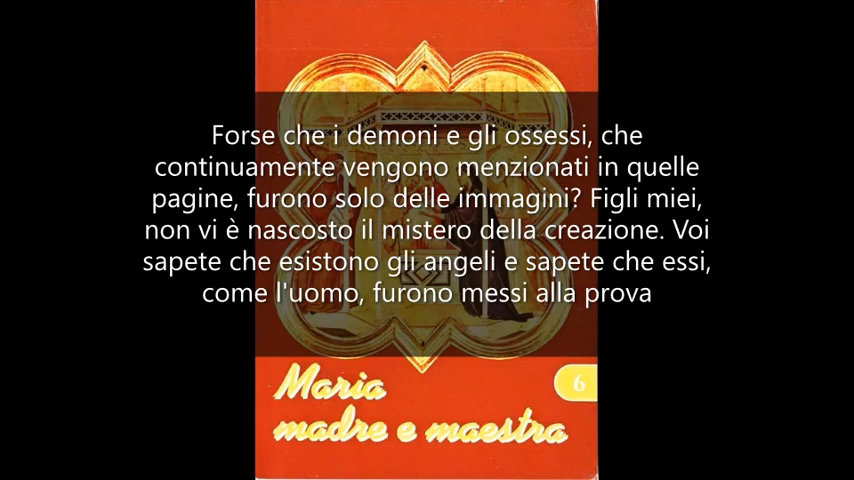 Forse che i demoni e gli ossessi, che
continuamente vengono menzionati in quelle
pagine, furono solo delle immagini? Figli miei,
non vi è nascosto il mistero della creazione. Voi
sapete che esistono gli angeli e sapete che essi,
come l'uomo, furono messi alla prova
Maria
6
madre e maestra